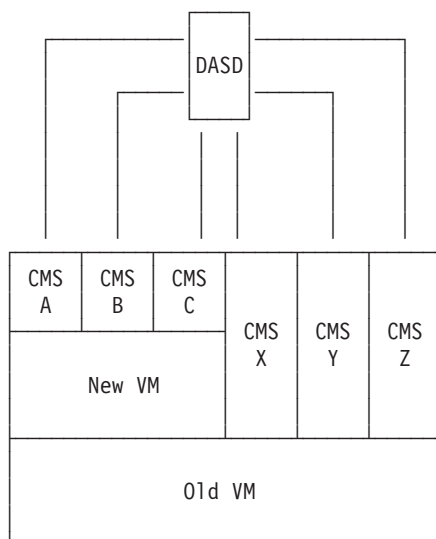 DASD
CMS CMS CMS
A B C
CMS CMS CMS
X Y Z
New VM
Old VM